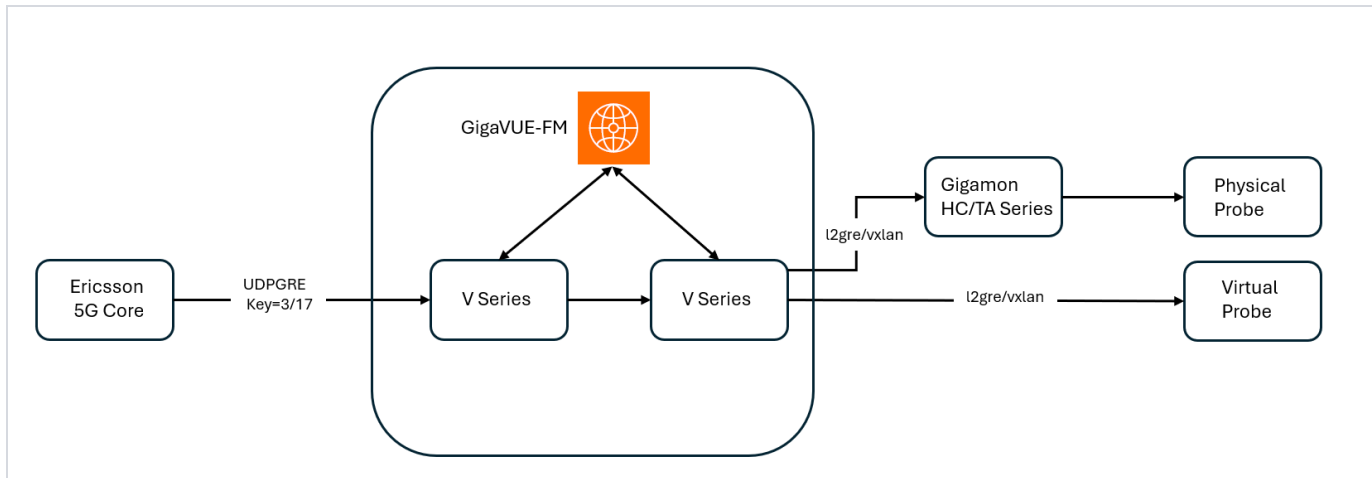 GigaVUE-FM
Gigamon
HC/TA Series
Physical
Probe
l2gre/vxlan
Ericsson
5G Core
UDPGRE
Key=3/17
V Series
V Series
l2gre/vxlan
Virtual
Probe